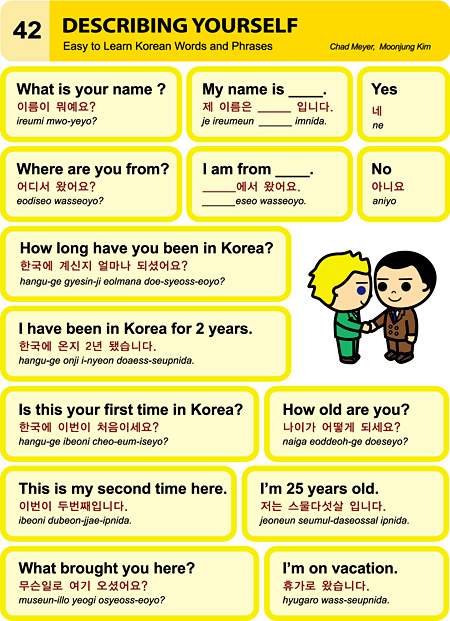 42
DESCRIBING YOURSELF
Easy to Learn Korean Words and Phrases
Chad Meyer, Moonjung Kim
What is your name ?
이름이 뭐예요?
ireumi mwo-yeyo?
My name is ____.
제 이름은 _____ 입니다.
je ireumeun _____ imnida.
Yes
네
ne
Where are you from?
어디서 왔어요?
eodiseo wasseoyo?
I am from ____.
_____에서 왔어요.
_____eseo wasseoyo.
No
아니요
aniyo
How long have you been in Korea?
한국에 계신지 얼마나 되셨어요?
hangu-ge gyesin-ji eolmana doe-syeoss-eoyo?
I have been in Korea for 2 years.
한국에 온지 2년 됐습니다.
hangu-ge onji i-nyeon doaess-seupnida.
Is this your first time in Korea?
한국에 이번이 처음이세요?
hangu-ge ibeoni cheo-eum-iseyo?
How old are you?
나이가 어떻게 되세요?
naiga eoddeoh-ge doeseyo?
This is my second time here.
이번이 두번째입니다.
ibeoni dubeon-jjae-ipnida.
I'm 25 years old.
저는 스물다섯살 입니다.
jeoneun seumul-daseossal ipnida.
What brought you here?
무슨일로 여기 오셨어요?
museun-illo yeogi osyeoss-eoyo?
I'm on vacation.
휴가로 왔습니다.
hyugaro wass-seupnida.